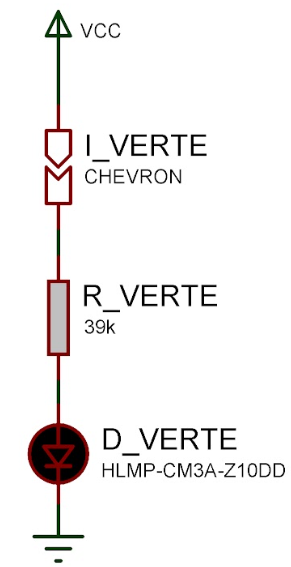 VCC
I_VERTE
CHEVRON
R_VERTE
39k
D_VERTE
HLMP-CM3A-Z10DD